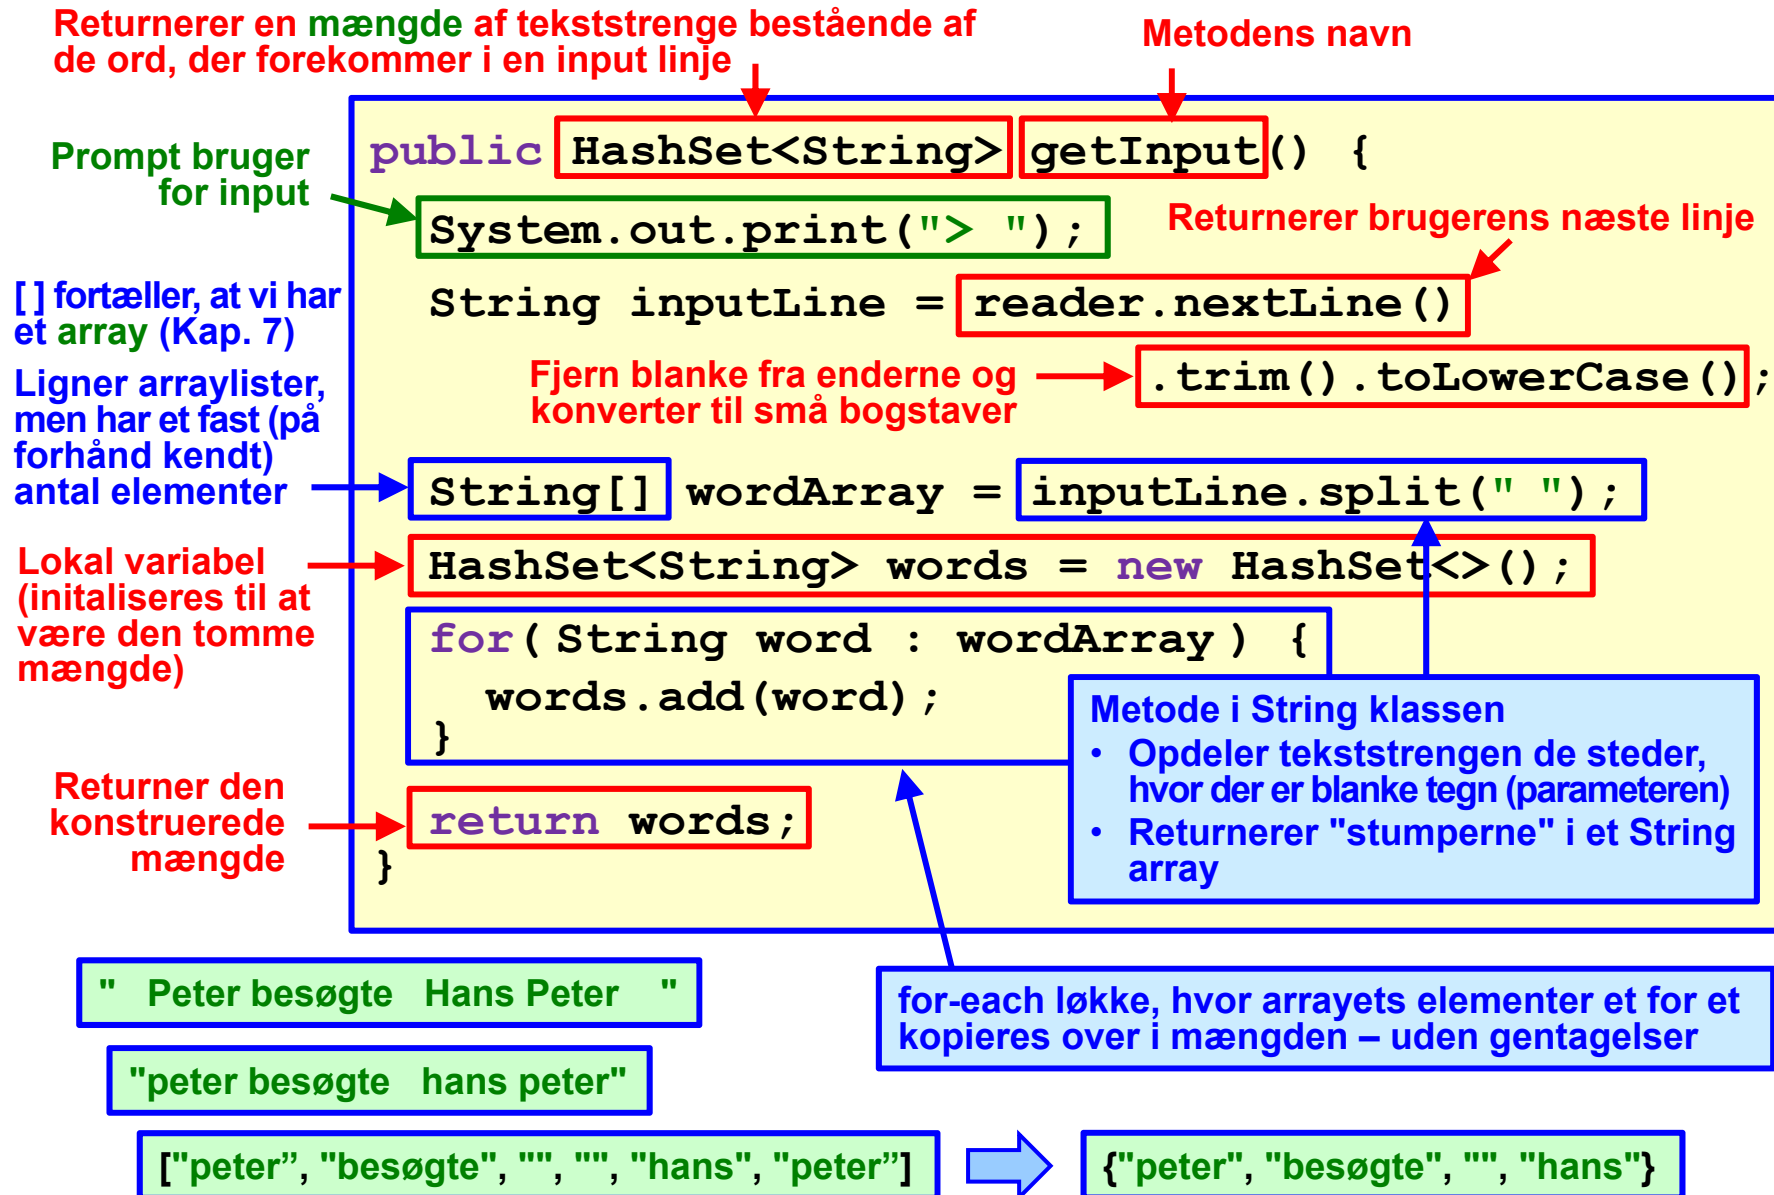 Returnerer en mængde af tekststrenge bestående af
de ord, der forekommer i en input linje
Metodens navn
Prompt bruger
for input
public HashSet<String> getInput() {
System.out.print("> ");
Returnerer brugerens næste linje
[ ] fortæller, at vi har
et array (Kap. 7)
String inputLine = reader.nextLine()
Ligner arraylister,
men har et fast (på
forhånd kendt)
antal elementer
Fjern blanke fra enderne og
konverter til små bogstaver
.trim().toLowerCase();
String[] wordArray = inputLine.split(" ");
Lokal variabel
(initaliseres til at
være den tomme
mængde)
HashSet<String> words = new HashSet<>();
for( String word : wordArray ) {
words.add(word);
}
Metode i String klassen
• Opdeler tekststrengen de steder,
hvor der er blanke tegn (parameteren)
• Returnerer "stumperne" i et String
array
Returner den
konstruerede
mængde
return words;
}
for-each løkke, hvor arrayets elementer et for et
kopieres over i mængden – uden gentagelser
"   Peter besøgte   Hans Peter   "
"peter besøgte   hans peter"
["peter”, "besøgte", "", "", "hans", "peter”]
{"peter", "besøgte", "", "hans"}